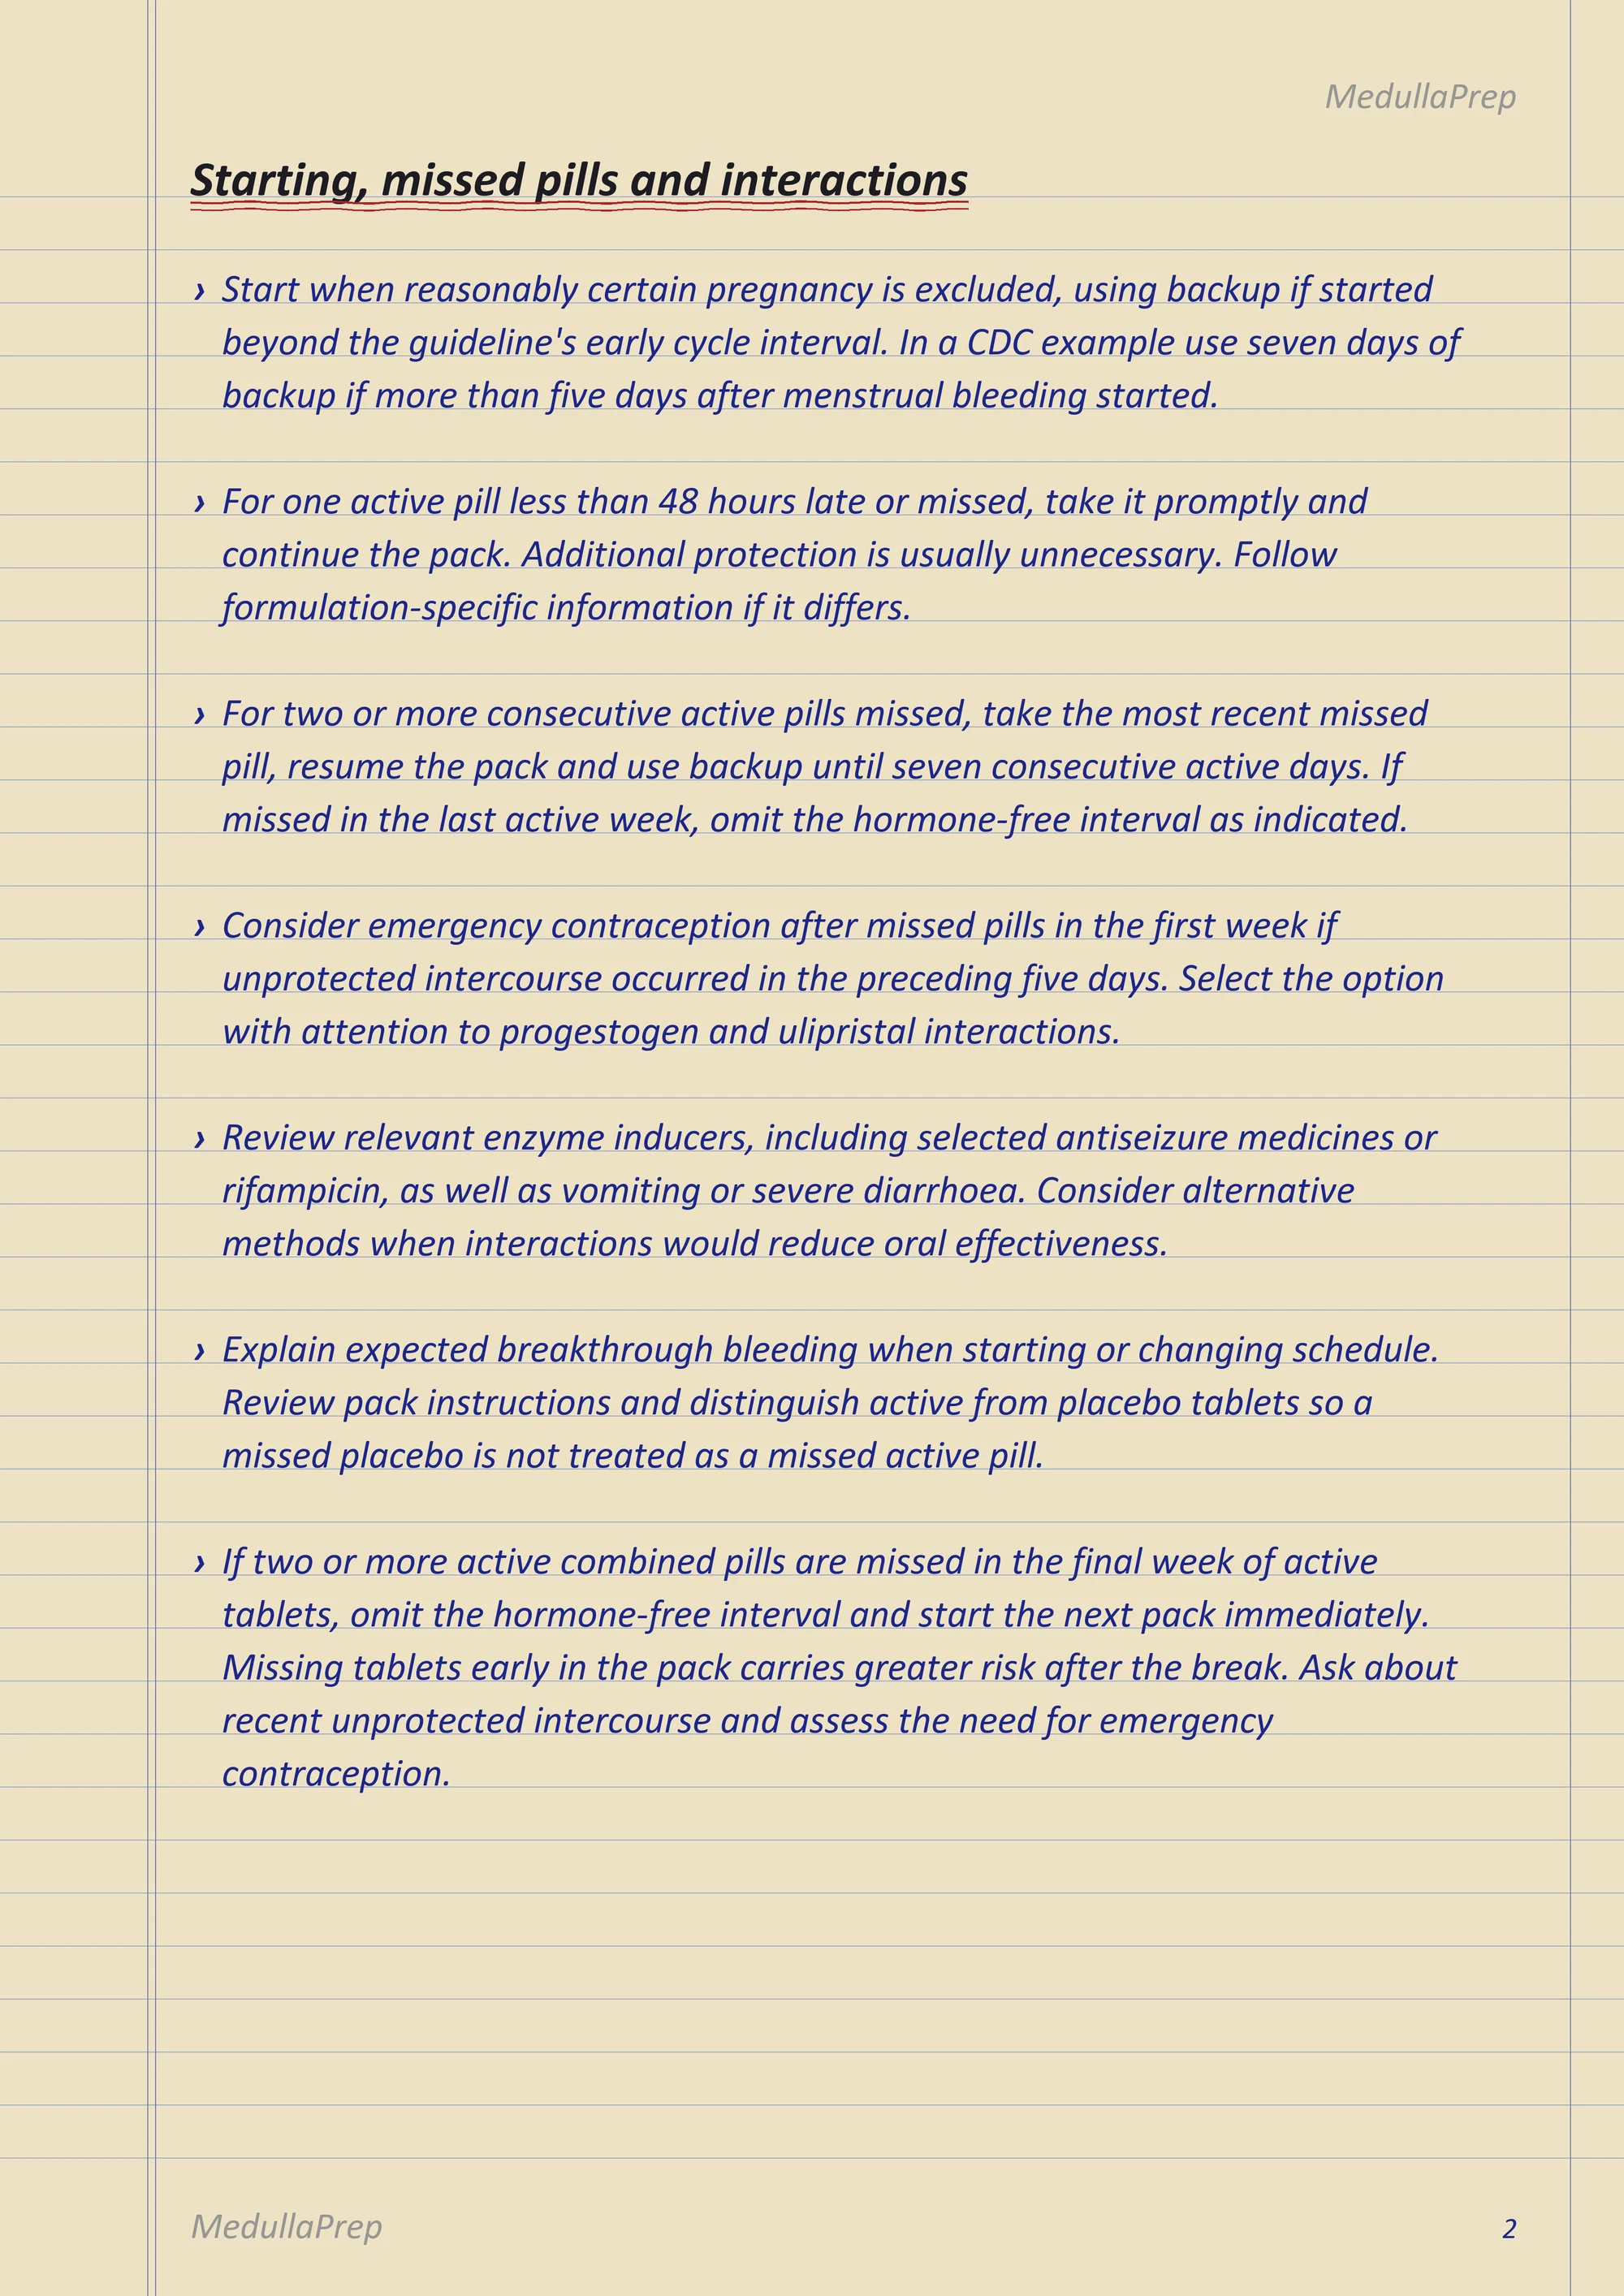 MedullaPrep
Starting, missed pills and interactions
› Start when reasonably certain pregnancy is excluded, using backup if started
beyond the guideline's early cycle interval. In a CDC example use seven days of
backup if more than five days after menstrual bleeding started.
› For one active pill less than 48 hours late or missed, take it promptly and
continue the pack. Additional protection is usually unnecessary. Follow
formulation-specific information if it differs.
› For two or more consecutive active pills missed, take the most recent missed
pill, resume the pack and use backup until seven consecutive active days. If
missed in the last active week, omit the hormone-free interval as indicated.
› Consider emergency contraception after missed pills in the first week if
unprotected intercourse occurred in the preceding five days. Select the option
with attention to progestogen and ulipristal interactions.
› Review relevant enzyme inducers, including selected antiseizure medicines or
rifampicin, as well as vomiting or severe diarrhoea. Consider alternative
methods when interactions would reduce oral effectiveness.
› Explain expected breakthrough bleeding when starting or changing schedule.
Review pack instructions and distinguish active from placebo tablets so a
missed placebo is not treated as a missed active pill.
› If two or more active combined pills are missed in the final week of active
tablets, omit the hormone-free interval and start the next pack immediately.
Missing tablets early in the pack carries greater risk after the break. Ask about
recent unprotected intercourse and assess the need for emergency
contraception.
MedullaPrep
2